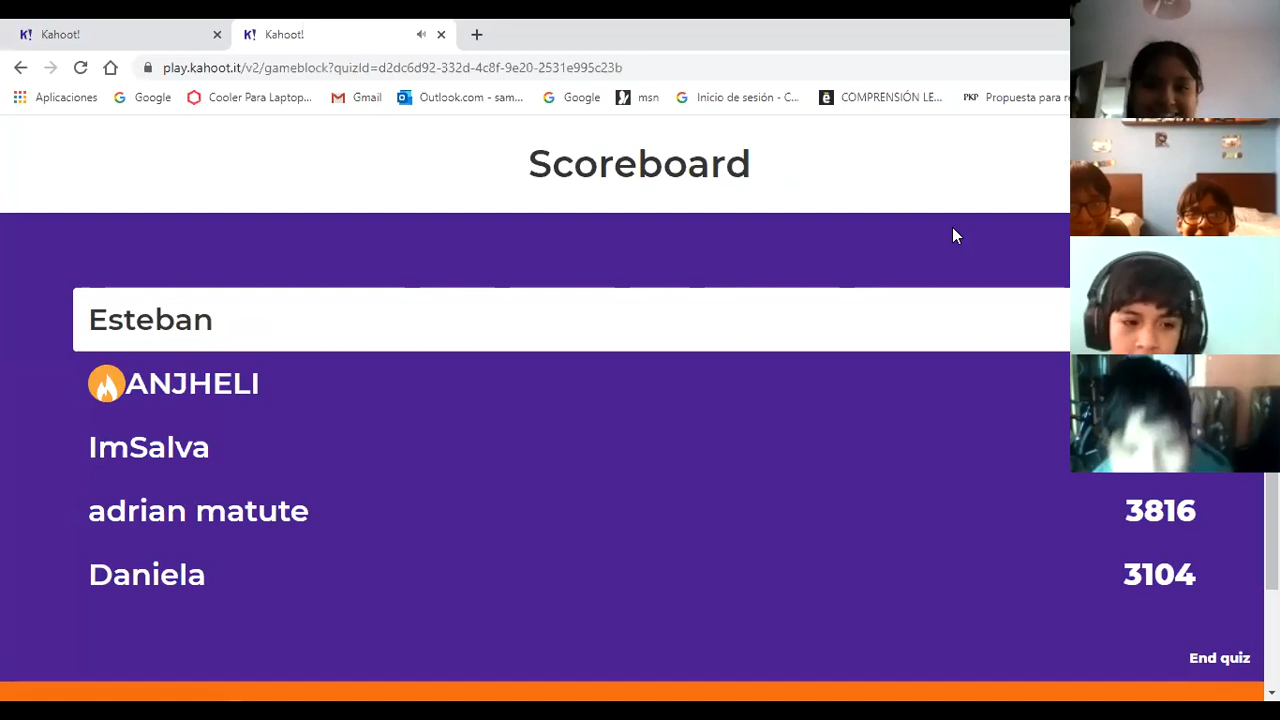 K! Kahoot! K! Kahoot!
play.kahoot.it/v2/gameblock?quizId=d2dc6d92-332d-4c8f-9e20-2531e995c23b
Aplicaciones Google Cooler Para Laptop... Gmail Outlook.com - sam... Google msn Inicio de sesión - C... COMPRENSIÓN LE... PKP Propuesta para re
Scoreboard
Esteban
ANJHELI
ImSalva
adrian matute 3816
Daniela 3104
End quiz